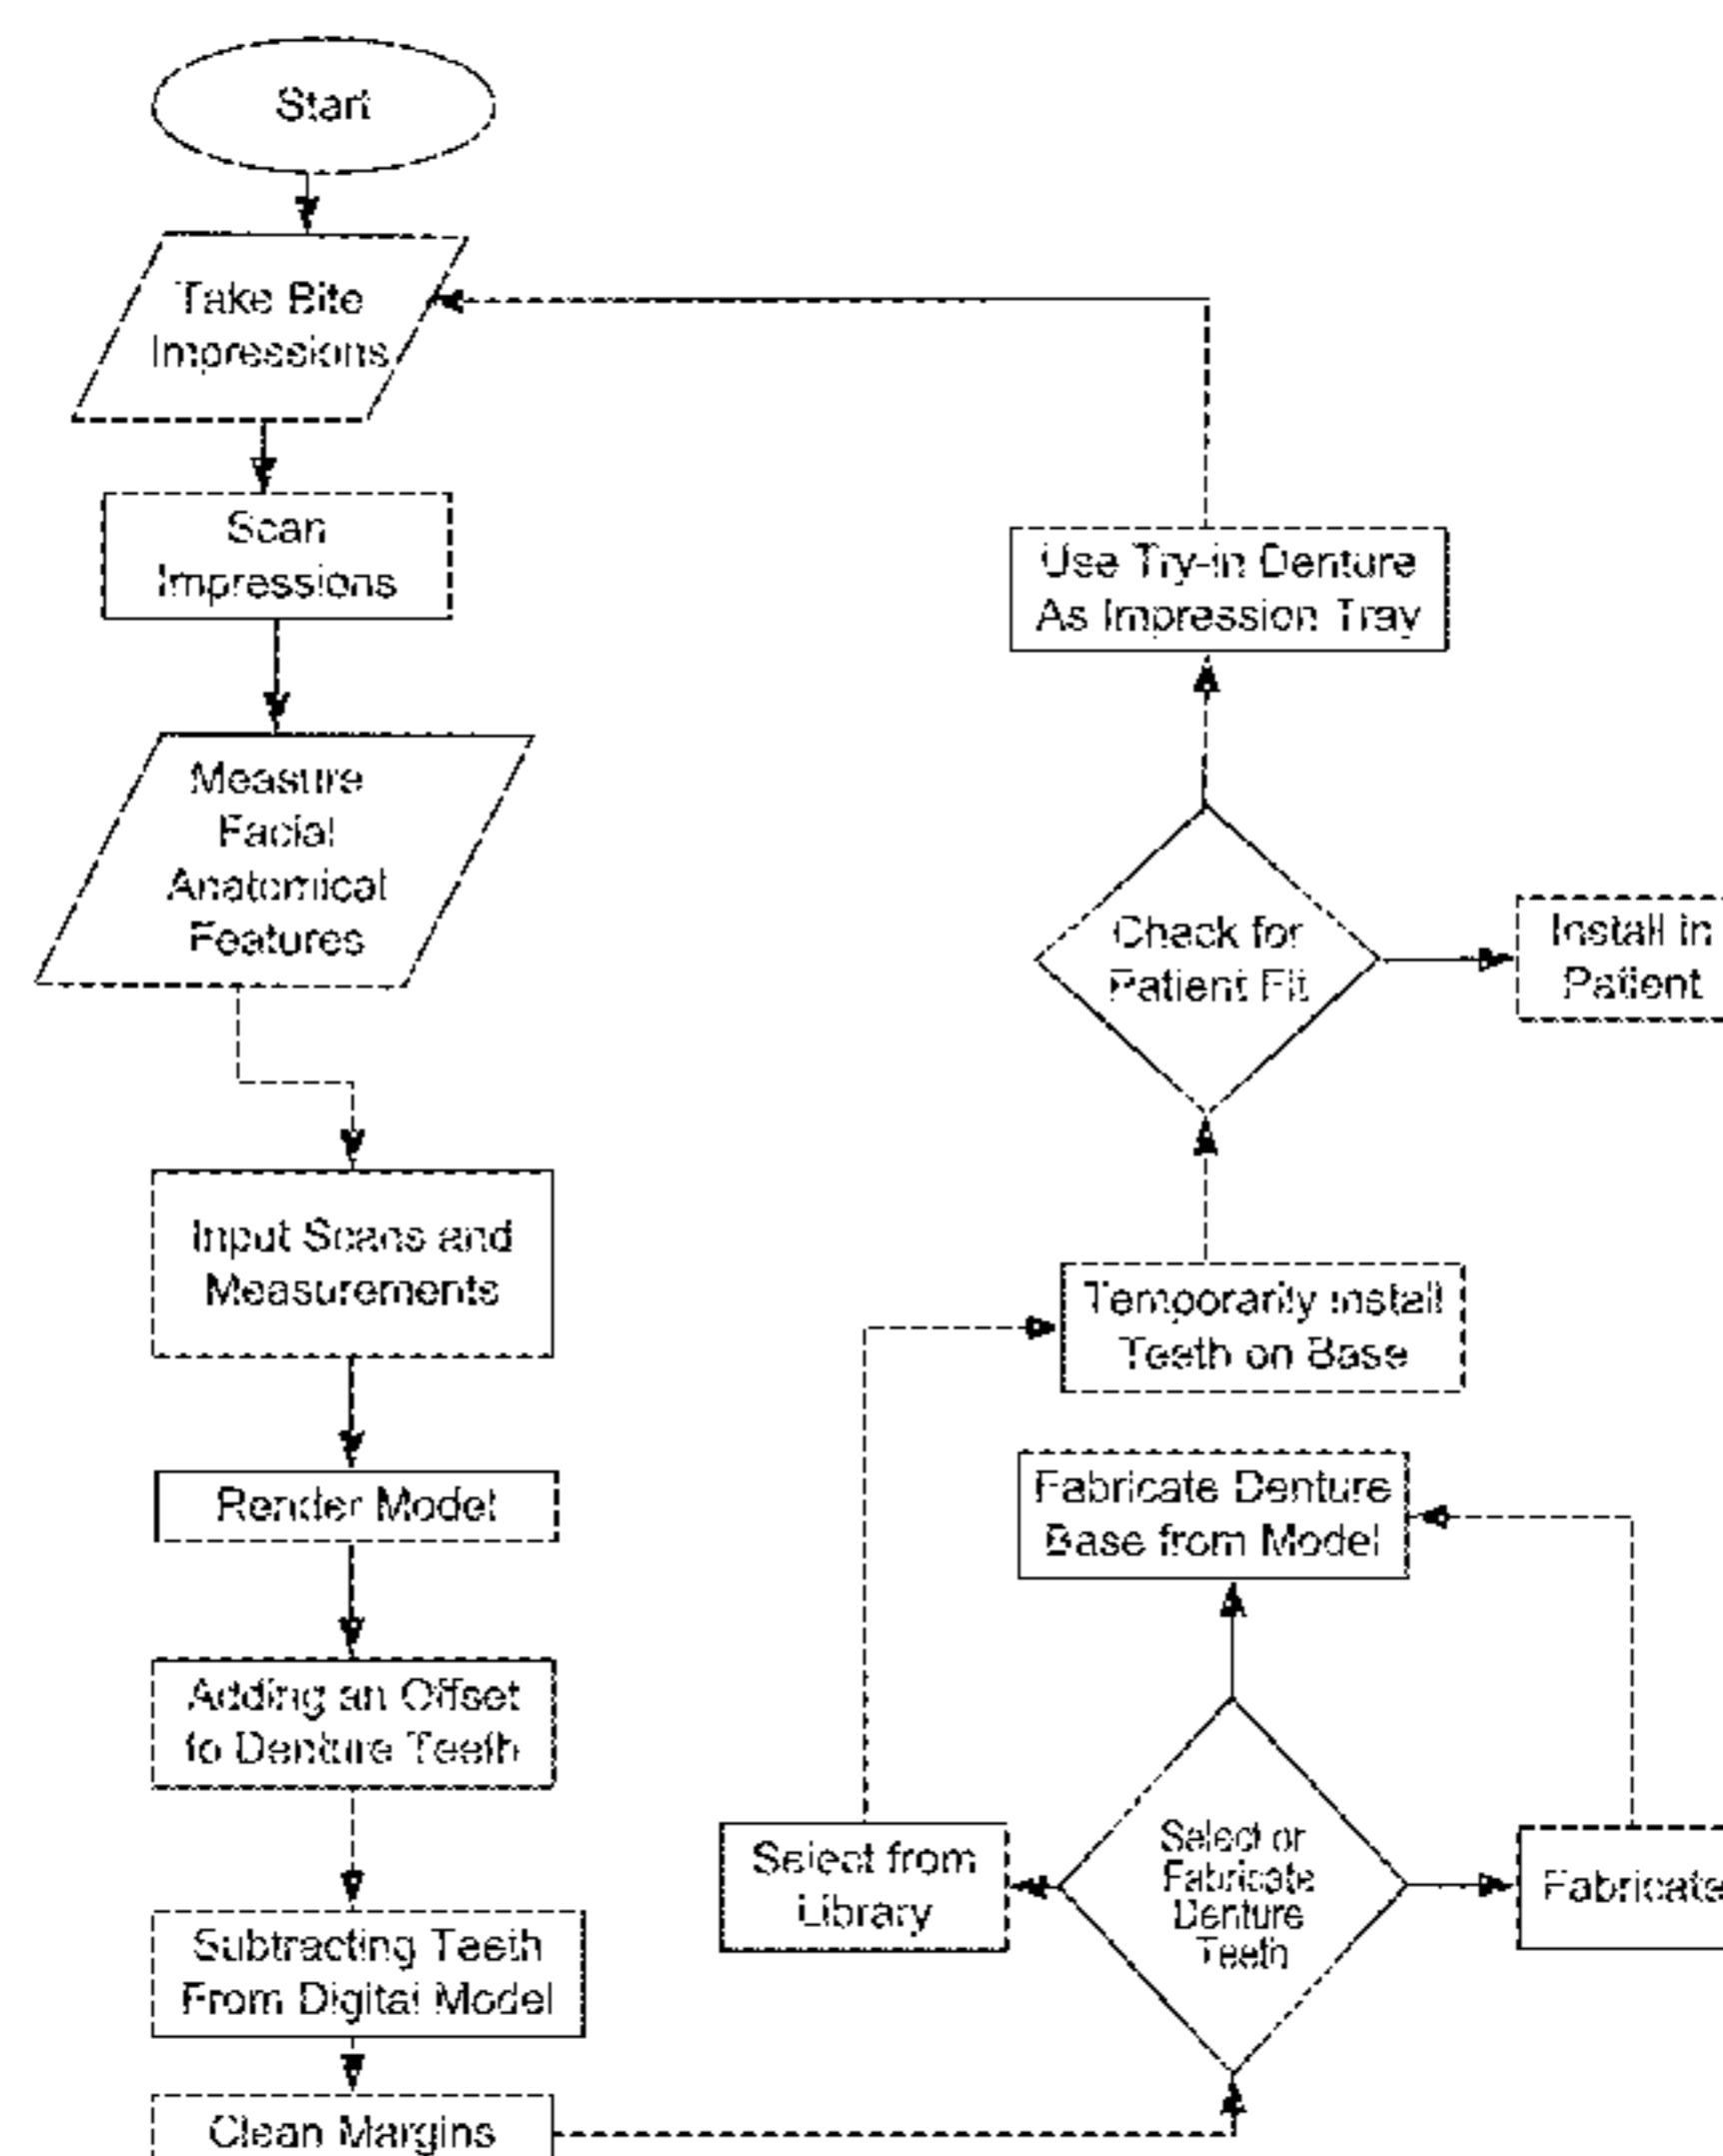 Start
Take Bite
Impressions
Scan
Impressions
Measure
Facial
Anatomical
Features
Input Scans and
Measurements
Render Model
Adding an Offset
to Denture Teeth
Subtracting Teeth
From Digital Model
Clean Margins
Use Try-in Denture
As Impression Tray
Check for
Patient Fit
Install in
Patient
Temporarily Install
Teeth on Base
Fabricate Denture
Base from Model
Select from
Library
Select or
Fabricate
Denture
Teeth
Fabricate